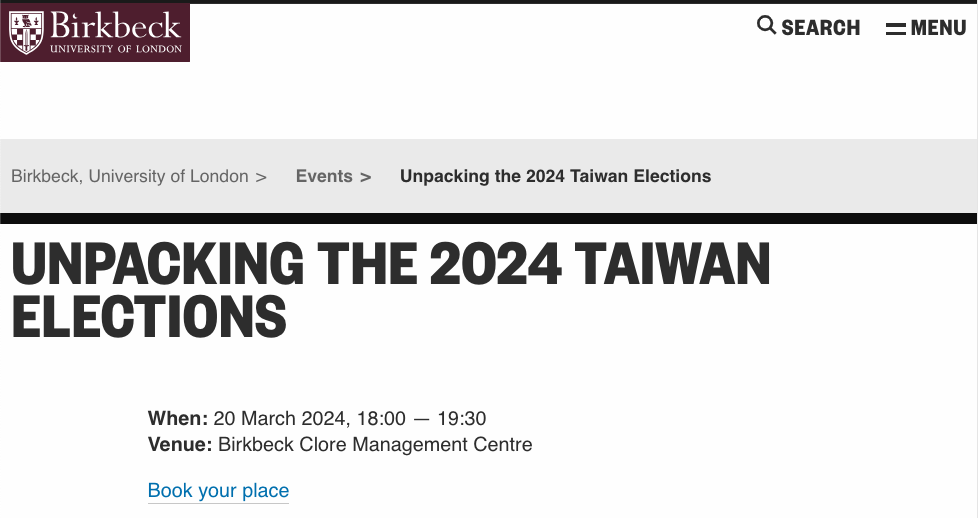 Birkbeck
UNIVERSITY OF LONDON
SEARCH
MENU
Birkbeck, University of London > Events > Unpacking the 2024 Taiwan Elections
UNPACKING THE 2024 TAIWAN
ELECTIONS
When: 20 March 2024, 18:00 — 19:30
Venue: Birkbeck Clore Management Centre
Book your place